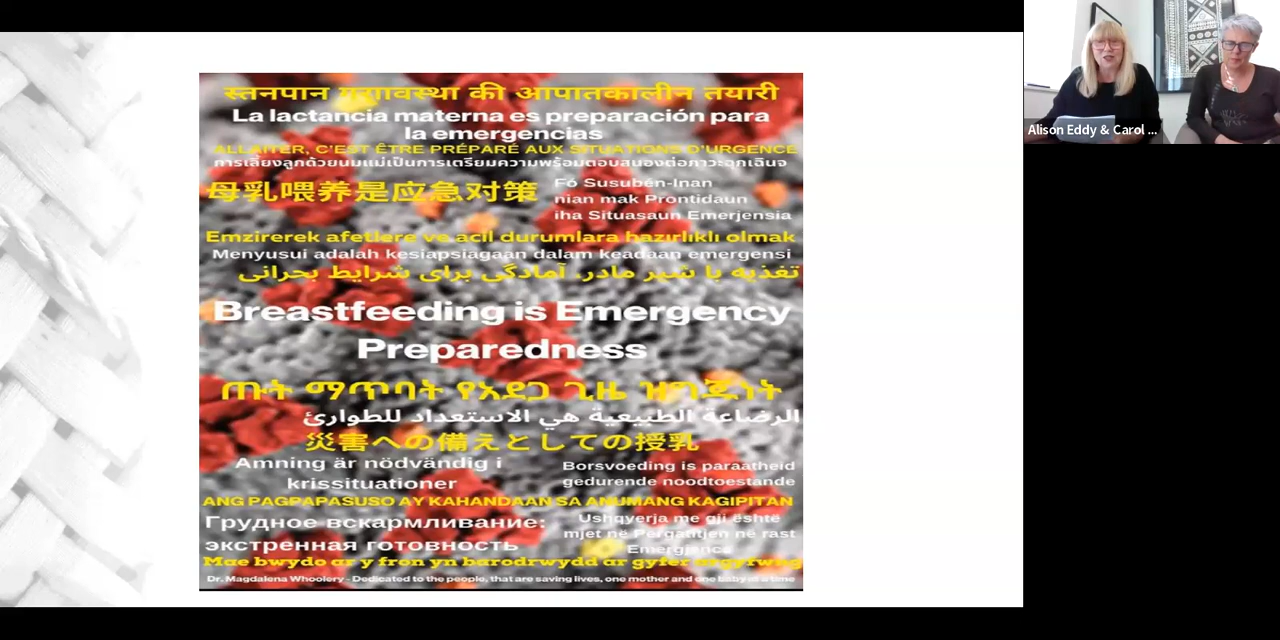 स्तनपान की आपातकालीन तयारी
La lactancia materna es preparación para
la emergencias
ALLAITER, C'EST ÊTRE PRÉPARÉ AUX SITUATIONS D'URGENCE
การเลี้ยงลูกด้วยนมแม่เป็นการเตรียมความพร้อมตอบสนองต่อภาวะฉุกเฉิน
母乳喂养是应急对策
Fó Susubén-Inan
nian mak Prontidaun
iha Situasaun Emerjensia
Emzirerek afetlere ve acil durumlara hazırlıklı olmak
Menyusui adalah kesiapsiagaan dalam keadaan emergensi
تغذیه با شیر مادر، آمادگی برای شرایط بحرانی
Breastfeeding is Emergency
Preparedness
ጡት ማጥባት የአደጋ ጊዜ ዝግጁነት
الرضاعة الطبيعية هي الاستعداد للطوارئ
災害への備えとしての授乳
Amning är nödvändig i
krissituationer
Borsvoeding is paraatheid
gedurende noodtoestande
ANG PAGPAPASUSO AY KAHANDAAN SA ANUMANG KAGIPITAN
Грудное вскармливание:
экстренная готовность
Ushqyerja me gji është
mjet në Pergantjen në rast
Emergjence
Mae bwydo ar y fron yn barodrwydd ar gyfer argyfwng
Dr. Magdalena Whoolery - Dedicated to the people, that are saving lives, one mother and one baby at a time
Alison Eddy & Carol ...